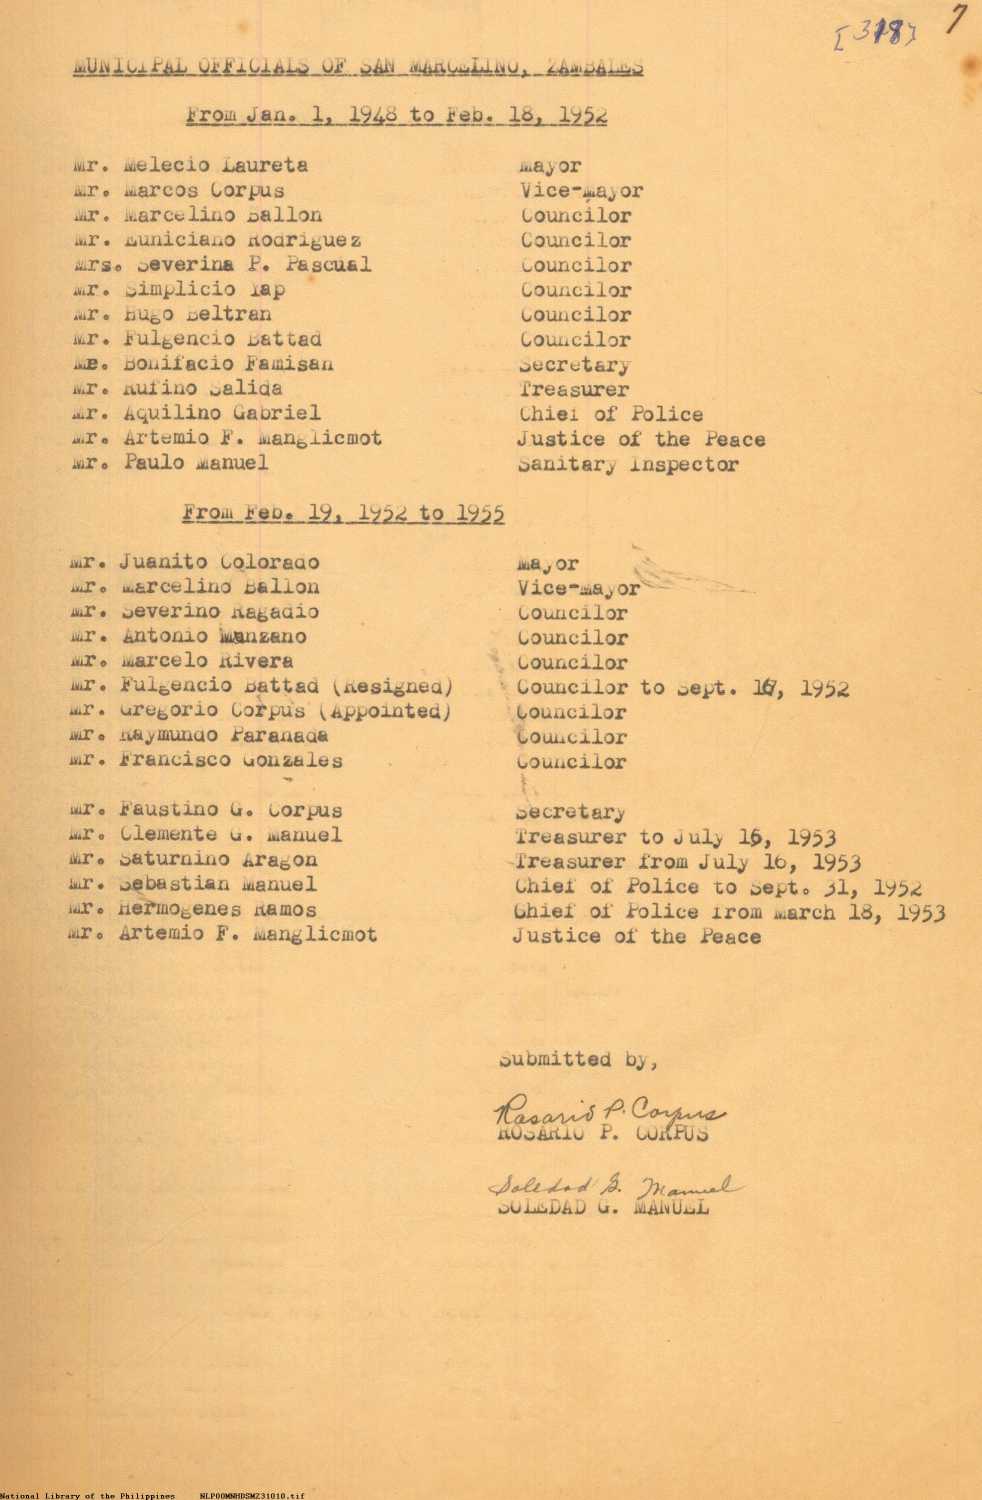 [318] 7
MUNICIPAL OFFICIALS OF SAN MARCELINO, ZAMBALES
From Jan. 1, 1948 to Feb. 18, 1952
Mr. Melecio Laureta Mayor
Mr. Marcos Corpus Vice-Mayor
Mr. Marcelino Ballon Councilor
Mr. Euniciano Rodriguez Councilor
Mrs. Severina P. Pascual Councilor
Mr. Simplicio Yap Councilor
Mr. Hugo Beltran Councilor
Mr. Fulgencio Battad Councilor
Me. Bonifacio Famisan Secretary
Mr. Rufino Salida Treasurer
Mr. Aquilino Gabriel Chief of Police
Mr. Artemio F. Manglicmot Justice of the Peace
Mr. Paulo Manuel Sanitary Inspector
From Feb. 19, 1952 to 1955
Mr. Juanito Colorado Mayor
Mr. Marcelino Ballon Vice-Mayor
Mr. Severino Ragadio Councilor
Mr. Antonio Manzano Councilor
Mr. Marcelo Rivera Councilor
Mr. Fulgencio Battad (Resigned) Councilor to Sept. 1952
Mr. Gregorio Corpus (Appointed) Councilor
Mr. Raymundo Paranada Councilor
Mr. Francisco Gonzales Councilor
Mr. Faustino G. Corpus Secretary
Mr. Clemente G. Manuel Treasurer to July 15, 1953
Mr. Saturnino Aragon Treasurer from July 16, 1953
Mr. Sebastian Manuel Chief of Police to Sept. 31, 1952
Mr. Hermogenes Ramos Chief of Police from March 18, 1953
Mr. Artemio F. Manglicmot Justice of the Peace
Submitted by,
Rosario P. Corpus
ROSARIO P. CORPUS
Soledad G. Manuel
SOLEDAD G. MANUEL
National Library of the Philippines NLP00MNHDSMZ31010.tif